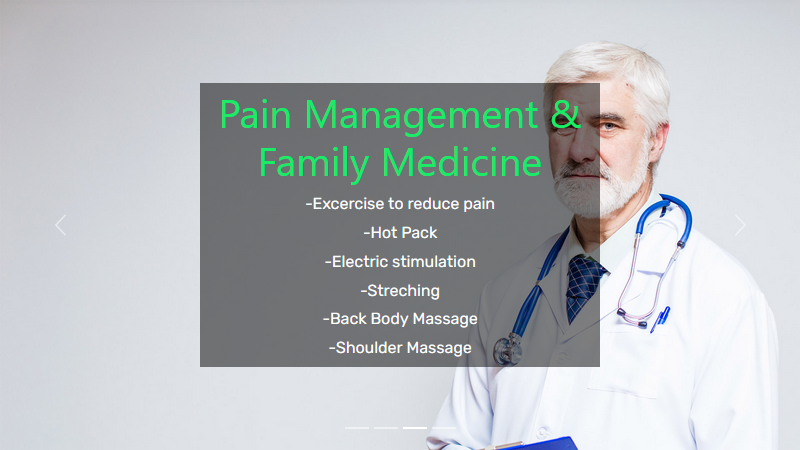 Pain Management &
Family Medicine
-Excercise to reduce pain
-Hot Pack
-Electric stimulation
-Streching
-Back Body Massage
-Shoulder Massage